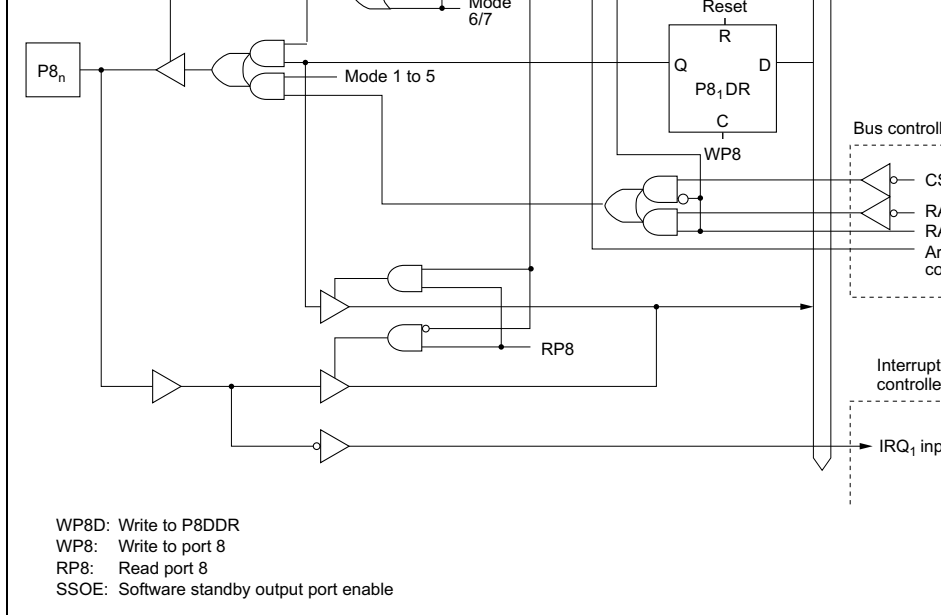 Mode
6/7
Reset
R
P8n
Q
D
Mode 1 to 5
P81DR
C
WP8
Bus controll
CS
RA
RA
Ar
co
RP8
Interrupt
controlle
IRQ1 inp
WP8D: Write to P8DDR
WP8: Write to port 8
RP8: Read port 8
SSOE: Software standby output port enable